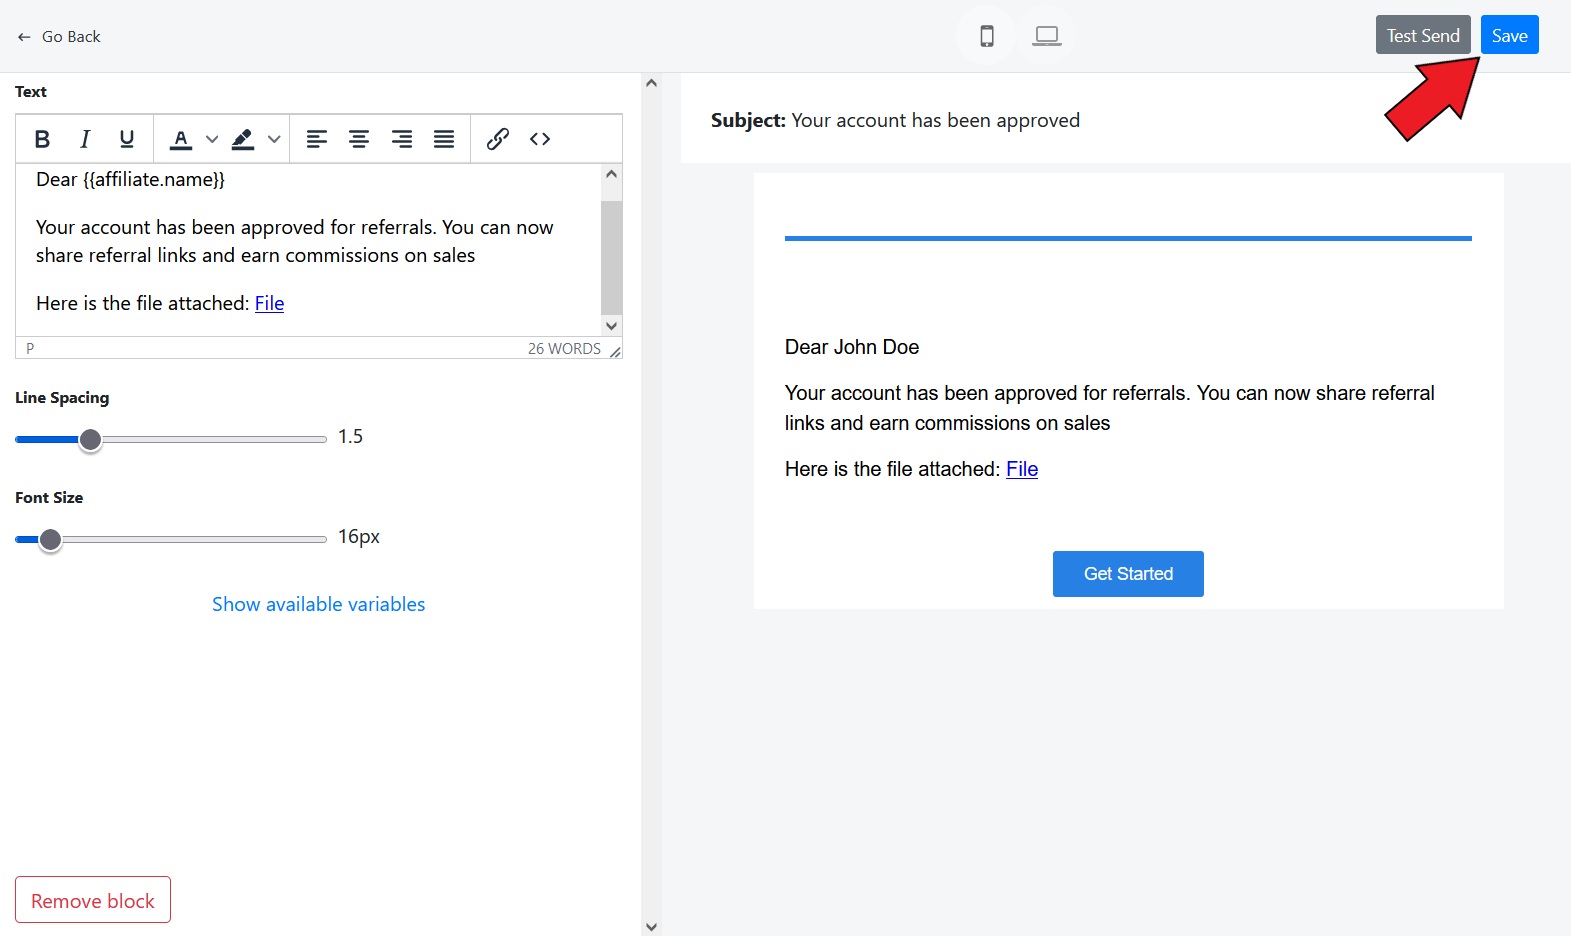 ← Go Back
Test Send
Save
Text
B I U A
Dear {{affiliate.name}}
Your account has been approved for referrals. You can now
share referral links and earn commissions on sales
Here is the file attached: File
P
26 WORDS
Line Spacing
1.5
Font Size
16px
Show available variables
Remove block
Subject: Your account has been approved
Dear John Doe
Your account has been approved for referrals. You can now share referral
links and earn commissions on sales
Here is the file attached: File
Get Started